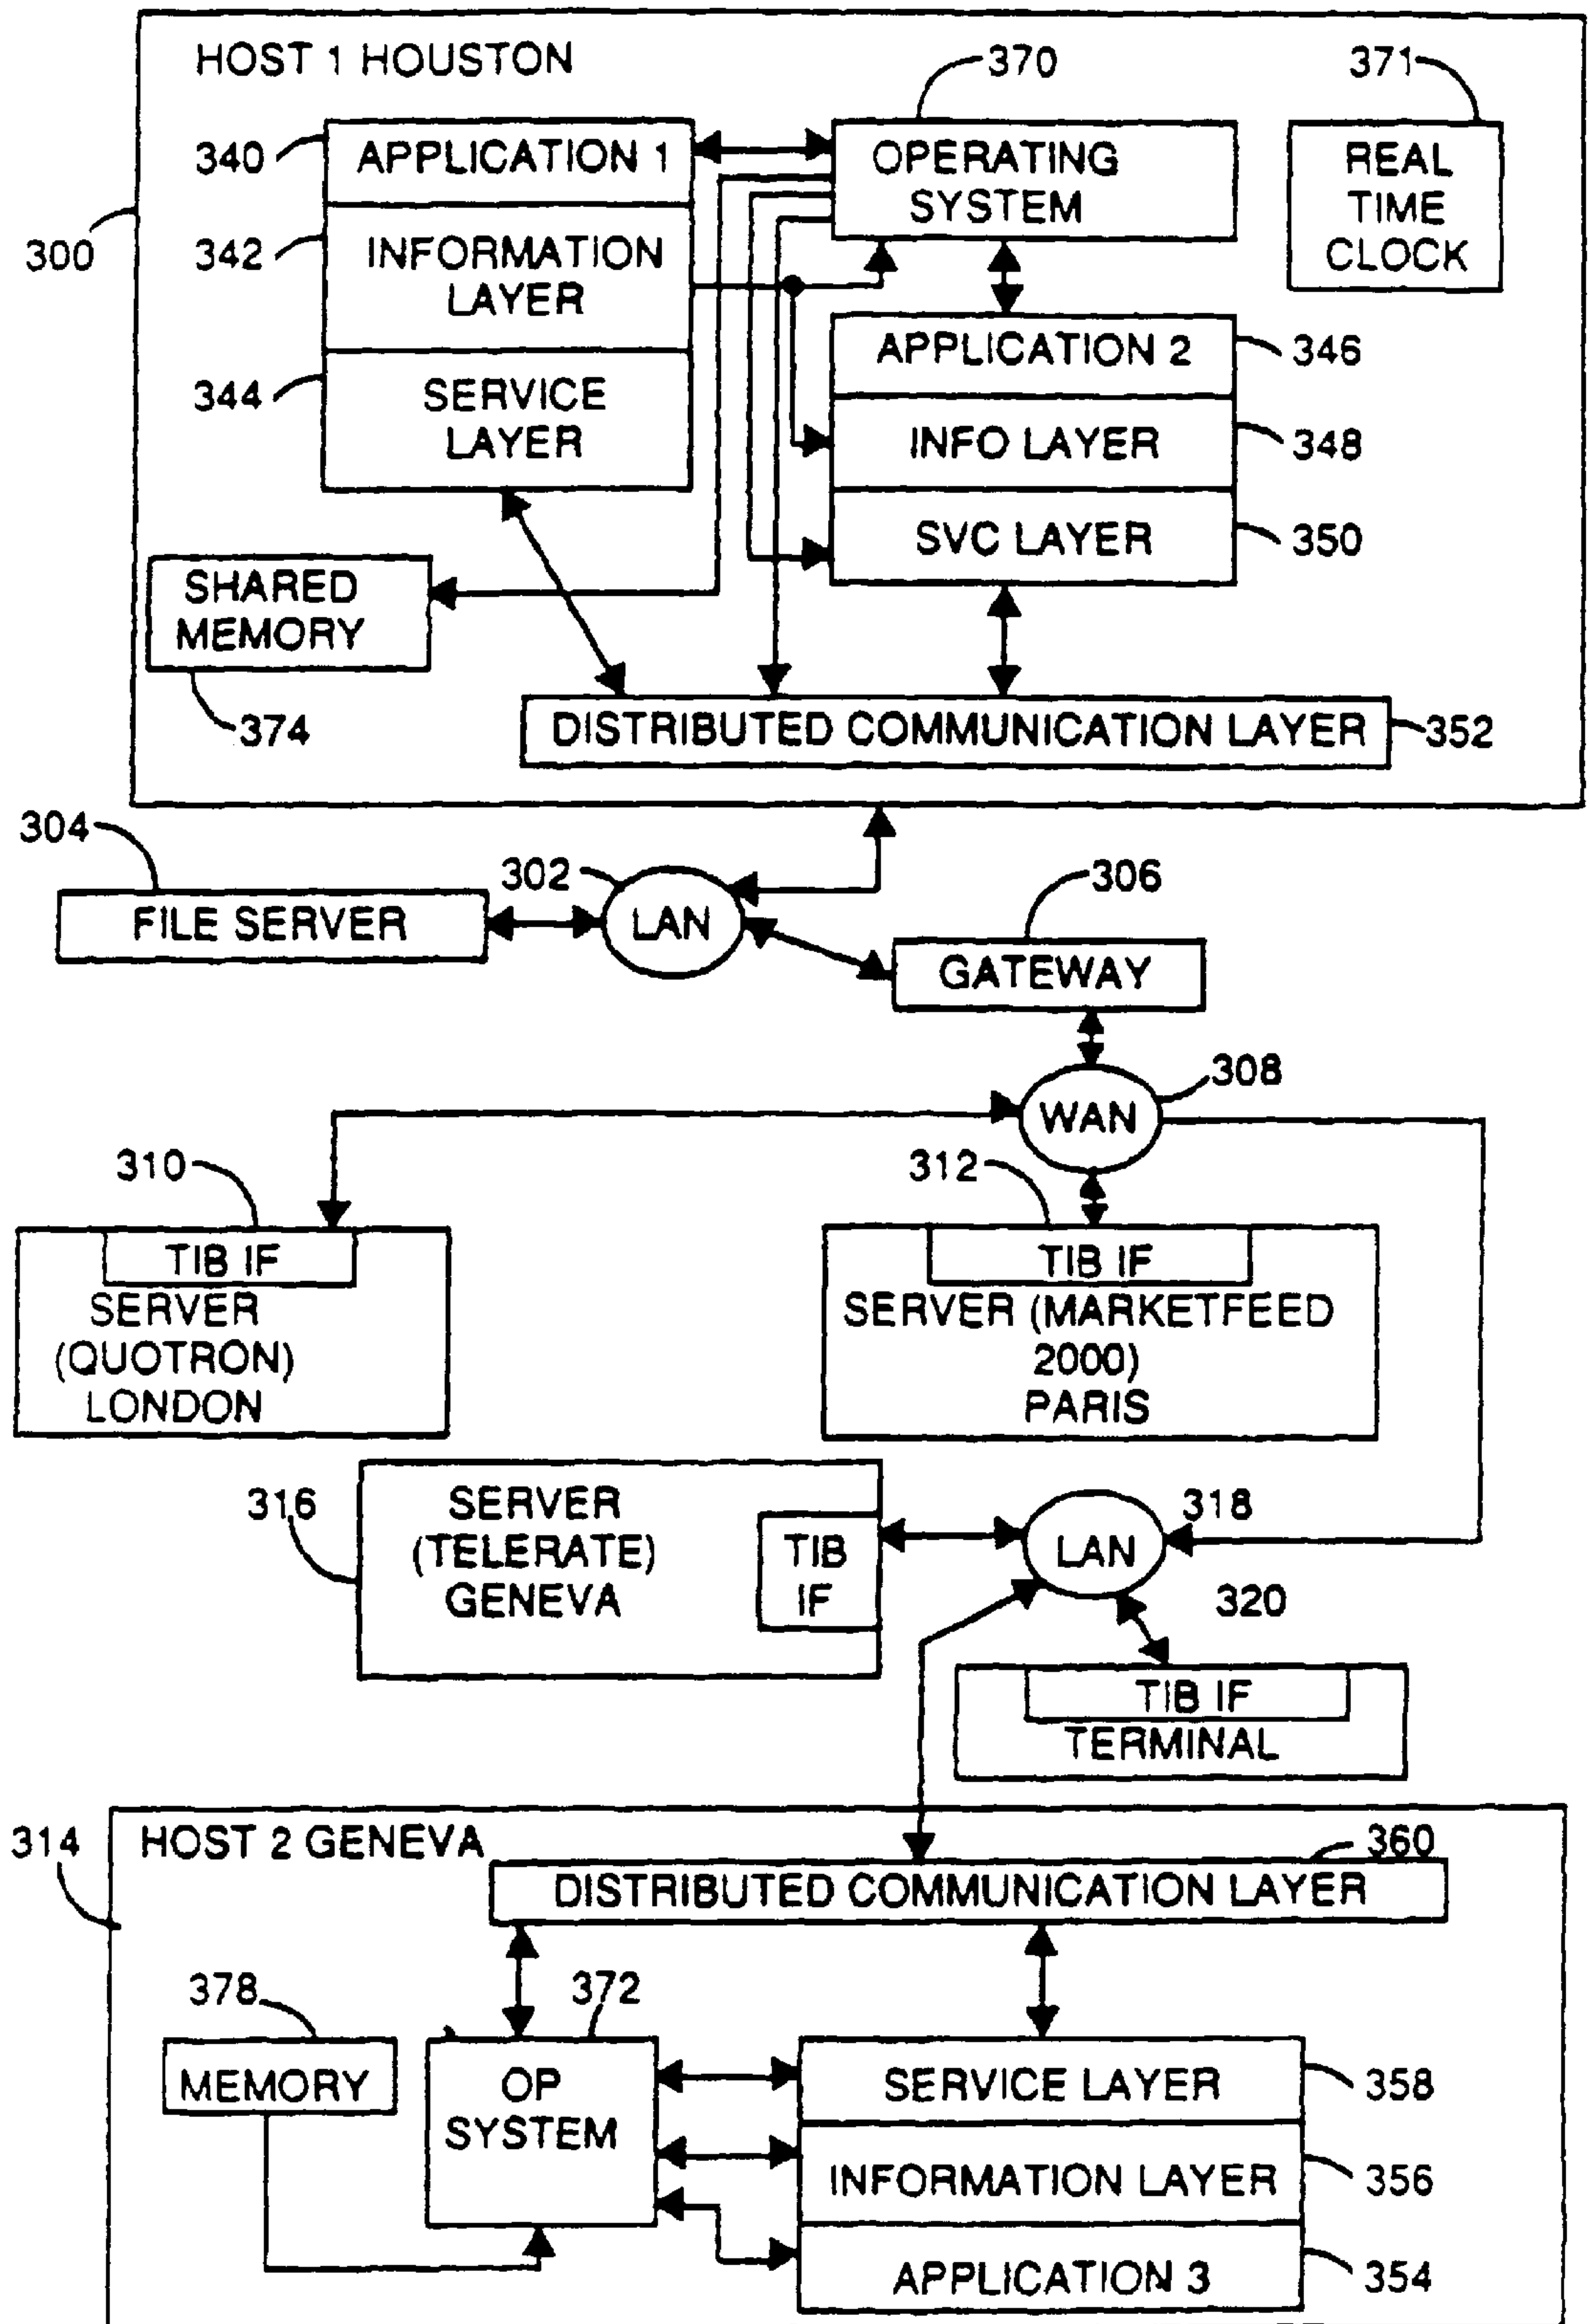 HOST 1 HOUSTON
370
371
340
APPLICATION 1
OPERATING
SYSTEM
REAL
TIME
CLOCK
300
342
INFORMATION
LAYER
APPLICATION 2
346
344
SERVICE
LAYER
INFO LAYER
348
SVC LAYER
350
SHARED
MEMORY
374
DISTRIBUTED COMMUNICATION LAYER
352
304
302
306
FILE SERVER
LAN
GATEWAY
308
WAN
310
312
TIB IF
SERVER
(QUOTRON)
LONDON
TIB IF
SERVER (MARKETFEED
2000)
PARIS
316
SERVER
(TELERATE)
GENEVA
TIB
IF
318
LAN
320
TIB IF
TERMINAL
314
HOST 2 GENEVA
360
DISTRIBUTED COMMUNICATION LAYER
378
372
MEMORY
OP
SYSTEM
SERVICE LAYER
358
INFORMATION LAYER
356
APPLICATION 3
354